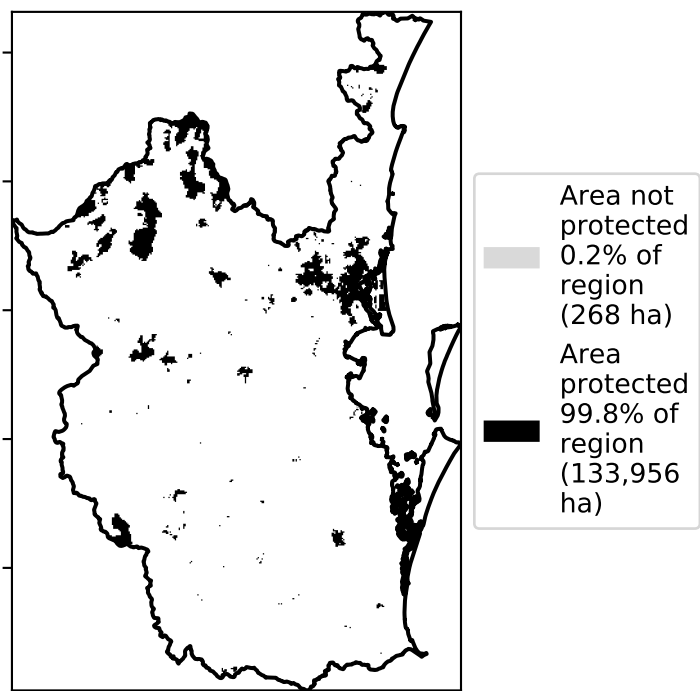 Area not
protected
0.2% of
region
(268 ha)
Area
protected
99.8% of
region
(133,956
ha)